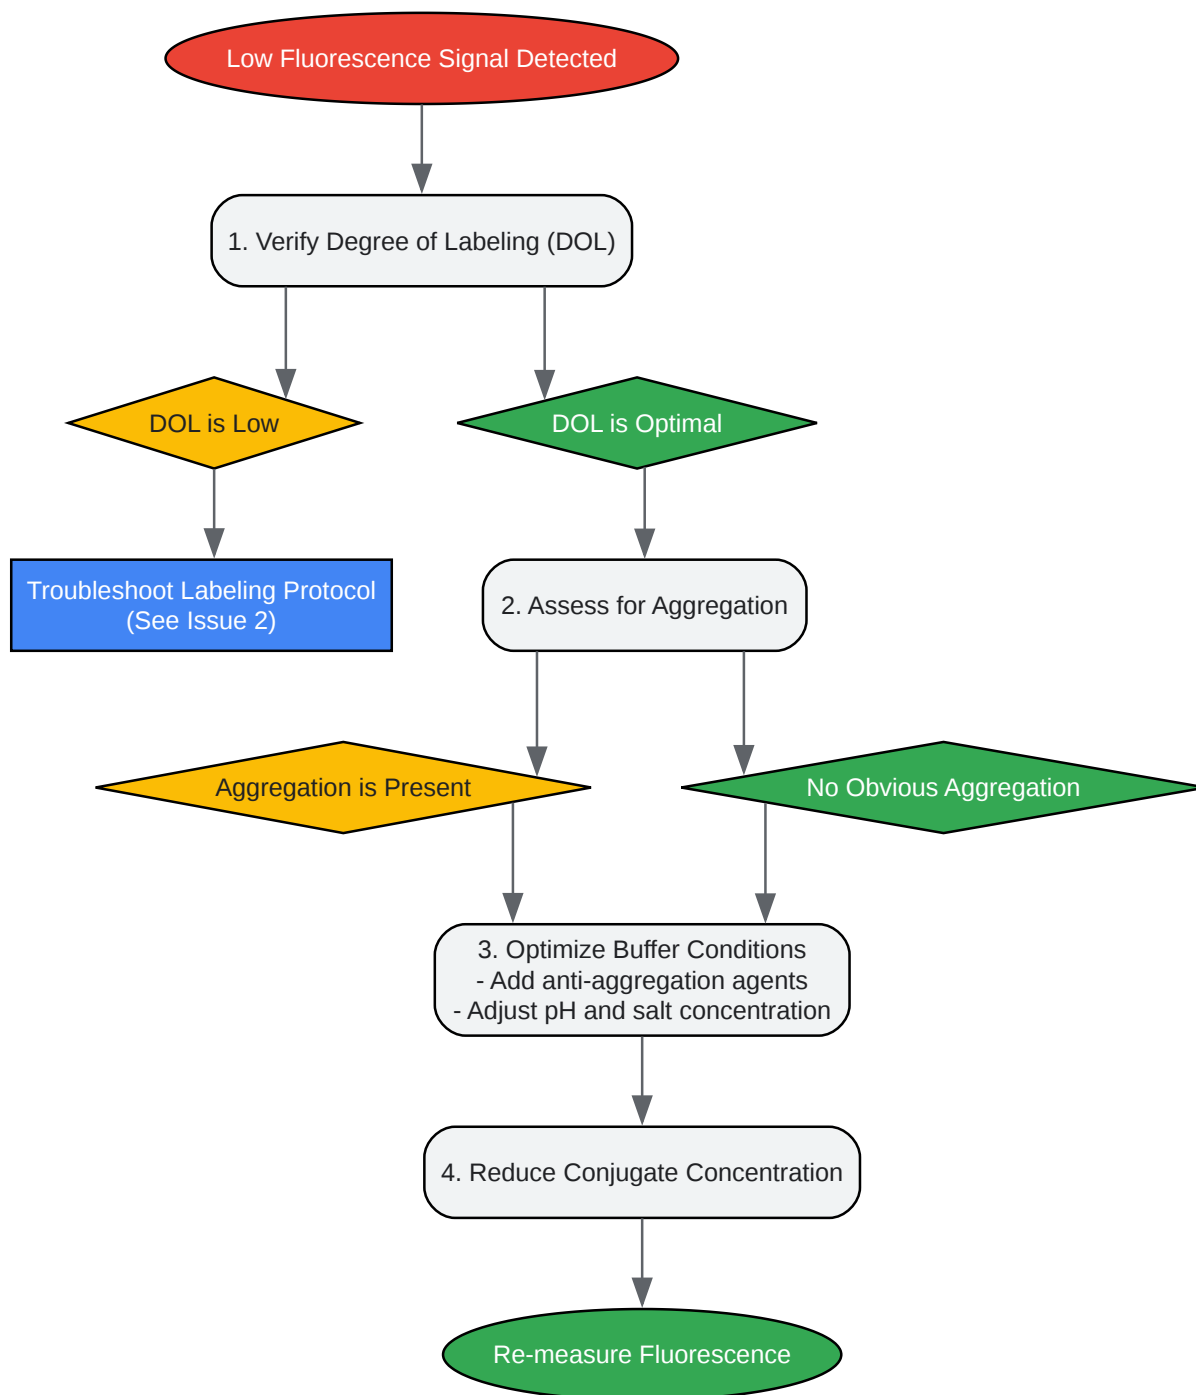 Low Fluorescence Signal Detected
1. Verify Degree of Labeling (DOL)
DOL is Low
DOL is Optimal
Troubleshoot Labeling Protocol
(See Issue 2)
2. Assess for Aggregation
Aggregation is Present
No Obvious Aggregation
3. Optimize Buffer Conditions
- Add anti-aggregation agents
- Adjust pH and salt concentration
4. Reduce Conjugate Concentration
Re-measure Fluorescence